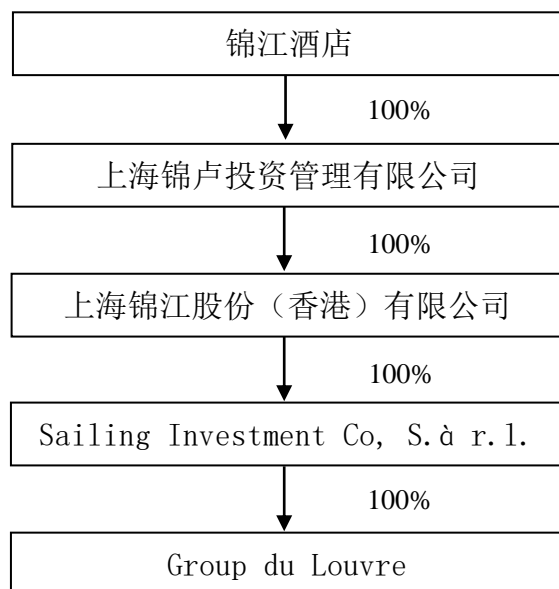 锦江酒店
100%
上海锦卢投资管理有限公司
100%
上海锦江股份（香港）有限公司
100%
Sailing Investment Co, S.à r.l.
100%
Group du Louvre